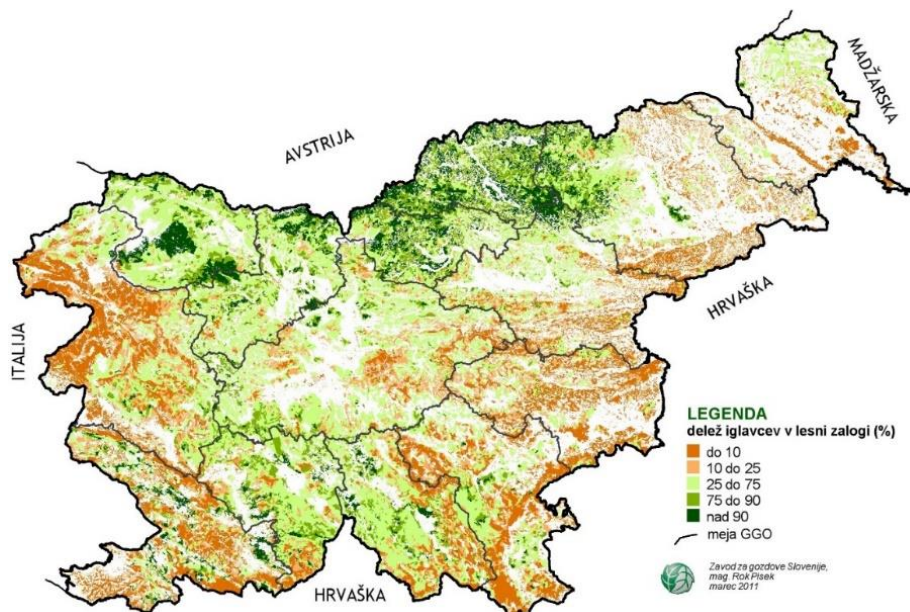 MADŽARSKA
AVSTRIJA
ITALIJA
HRVAŠKA
HRVAŠKA
LEGENDA
delež iglavcev v lesni zalogi (%)
do 10
10 do 25
25 do 75
75 do 90
nad 90
meja GGO
Zavod za gozdove Slovenije,
mag. Rok Pisek
marec 2011